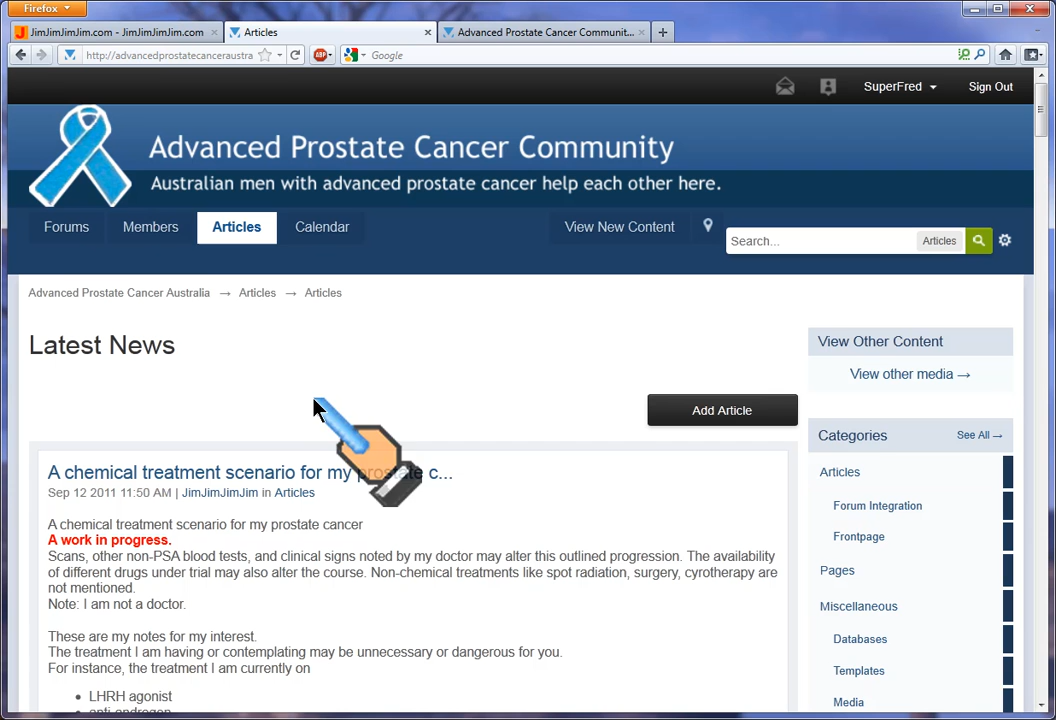 Firefox
JimJimJimJim.com - JimJimJimJim.com
Articles
Advanced Prostate Cancer Communit...
http://advancedprostatecanceraustra
ABP
Google
SuperFred
Sign Out
Advanced Prostate Cancer Community
Australian men with advanced prostate cancer help each other here.
Forums
Members
Articles
Calendar
View New Content
Search...
Articles
Advanced Prostate Cancer Australia → Articles → Articles
Latest News
Add Article
A chemical treatment scenario for my prostate c...
Sep 12 2011 11:50 AM | JimJimJimJim in Articles
A chemical treatment scenario for my prostate cancer
A work in progress.
Scans, other non-PSA blood tests, and clinical signs noted by my doctor may alter this outlined progression. The availability
of different drugs under trial may also alter the course. Non-chemical treatments like spot radiation, surgery, cyrotherapy are
not mentioned.
Note: I am not a doctor.
These are my notes for my interest.
The treatment I am having or contemplating may be unnecessary or dangerous for you.
For instance, the treatment I am currently on
• LHRH agonist
• anti-androgen
View Other Content
View other media →
Categories
See All →
Articles
Forum Integration
Frontpage
Pages
Miscellaneous
Databases
Templates
Media